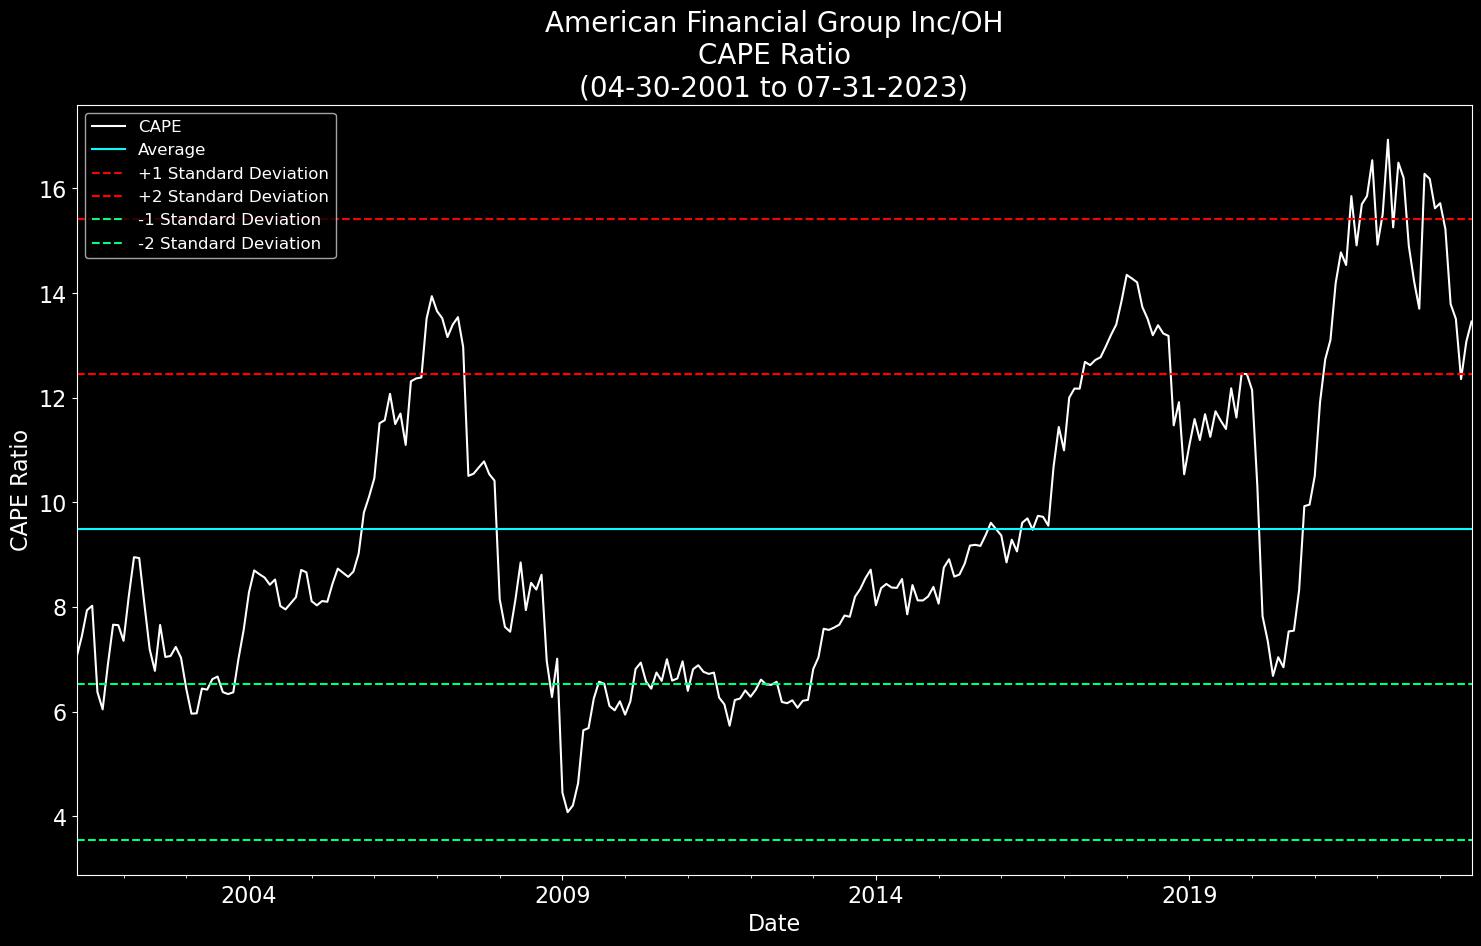 American Financial Group Inc/OH
CAPE Ratio
(04-30-2001 to 07-31-2023)
CAPE
Average
+1 Standard Deviation
+2 Standard Deviation
-1 Standard Deviation
-2 Standard Deviation
CAPE Ratio
16
14
12
10
8
6
4
2004
2009
2014
2019
Date